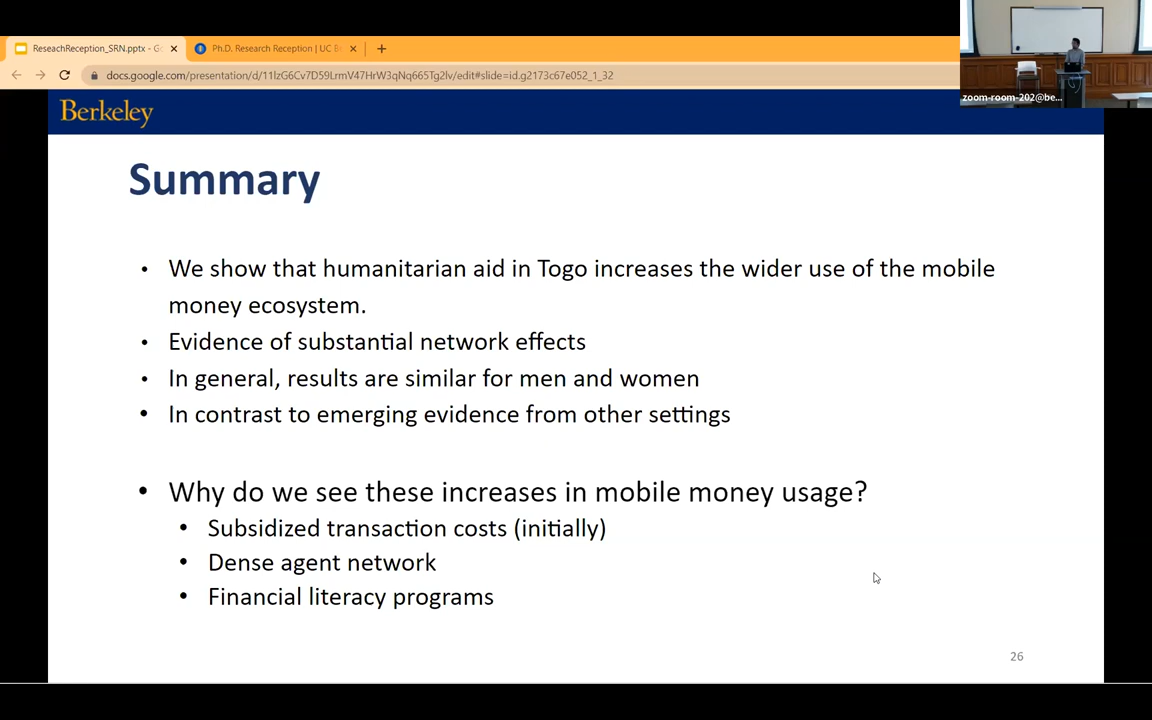 ReseachReception_SRN.pptx - Go
Ph.D. Research Reception | UC B
docs.google.com/presentation/d/11IzG6Cv7D59LrmV47HrW3qNq665Tg2lv/edit#slide=id.g2173c67e052_1_32
zoom-room-202@be...
Berkeley
Summary
• We show that humanitarian aid in Togo increases the wider use of the mobile
money ecosystem.
• Evidence of substantial network effects
• In general, results are similar for men and women
• In contrast to emerging evidence from other settings
• Why do we see these increases in mobile money usage?
• Subsidized transaction costs (initially)
• Dense agent network
• Financial literacy programs
26